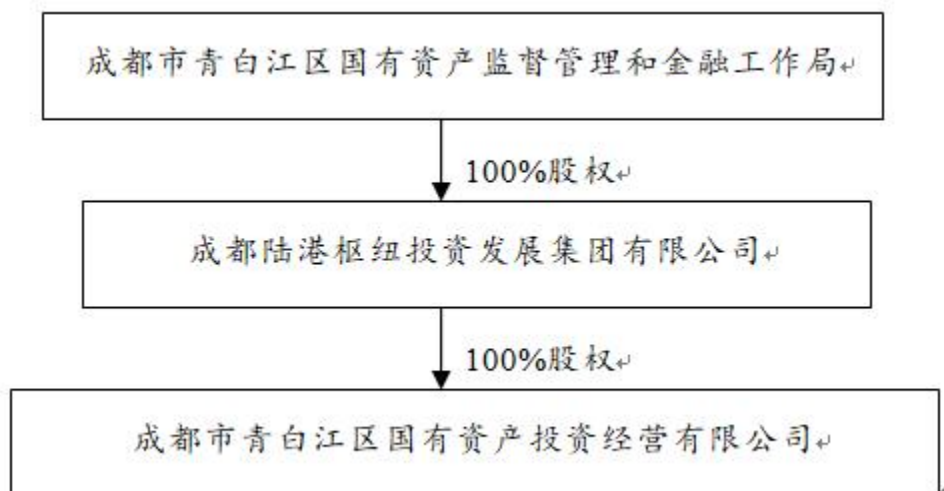 成都市青白江区国有资产监督管理和金融工作局
100%股权
成都陆港枢纽投资发展集团有限公司
100%股权
成都市青白江区国有资产投资经营有限公司